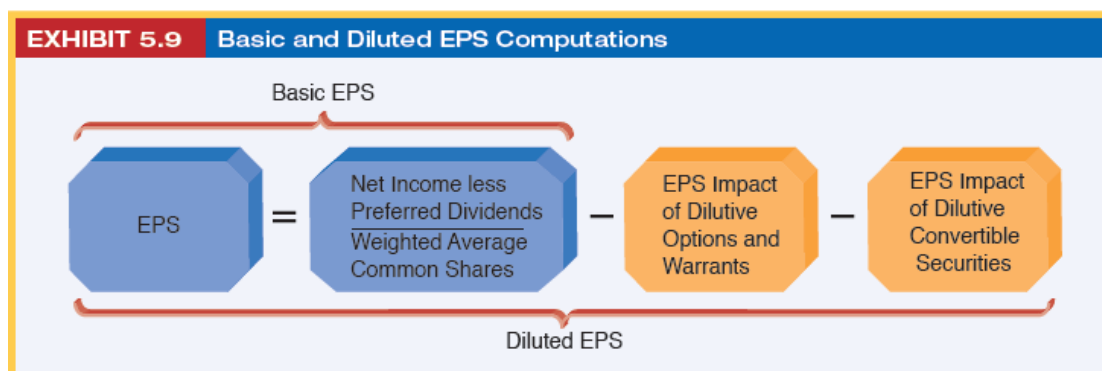 EXHIBIT 5.9 Basic and Diluted EPS Computations
Basic EPS
EPS
=
Net Income less
Preferred Dividends
Weighted Average
Common Shares
–
EPS Impact
of Dilutive
Options and
Warrants
–
EPS Impact
of Dilutive
Convertible
Securities
Diluted EPS